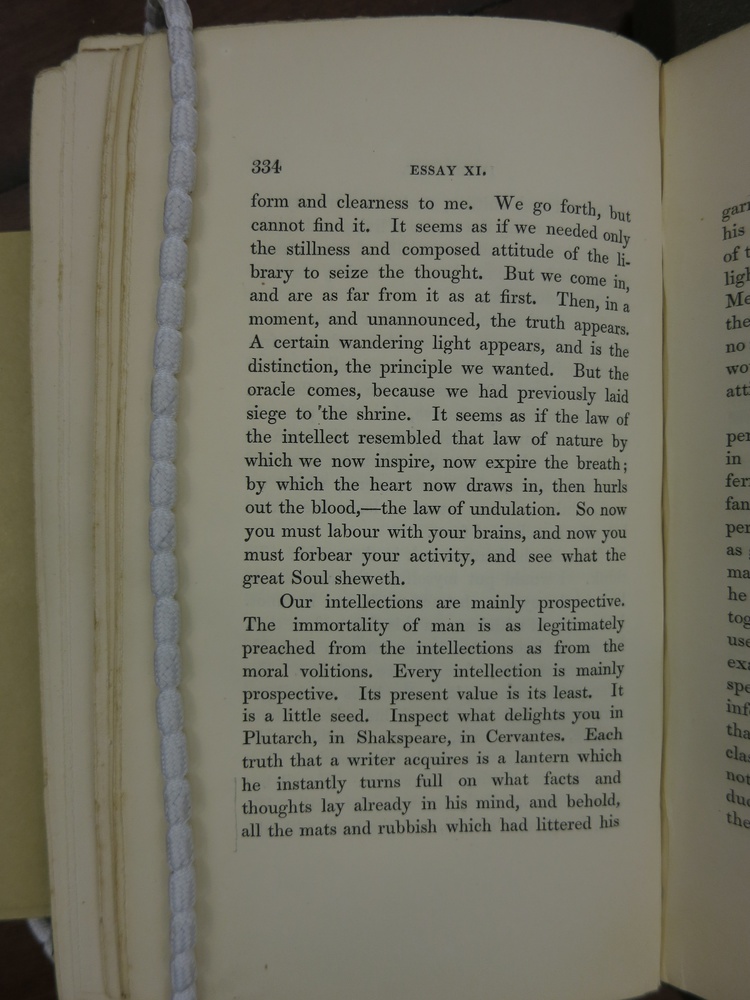 334 ESSAY XI.
form and clearness to me. We go forth, but
cannot find it. It seems as if we needed only
the stillness and composed attitude of the li-
brary to seize the thought. But we come in,
and are as far from it as at first. Then, in a
moment, and unannounced, the truth appears.
A certain wandering light appears, and is the
distinction, the principle we wanted. But the
oracle comes, because we had previously laid
siege to 'the shrine. It seems as if the law of
the intellect resembled that law of nature by
which we now inspire, now expire the breath;
by which the heart now draws in, then hurls
out the blood,—the law of undulation. So now
you must labour with your brains, and now you
must forbear your activity, and see what the
great Soul sheweth.
Our intellections are mainly prospective.
The immortality of man is as legitimately
preached from the intellections as from the
moral volitions. Every intellection is mainly
prospective. Its present value is its least. It
is a little seed. Inspect what delights you in
Plutarch, in Shakspeare, in Cervantes. Each
truth that a writer acquires is a lantern which
he instantly turns full on what facts and
thoughts lay already in his mind, and behold,
all the mats and rubbish which had littered his
his
of
the
no
in
as
he